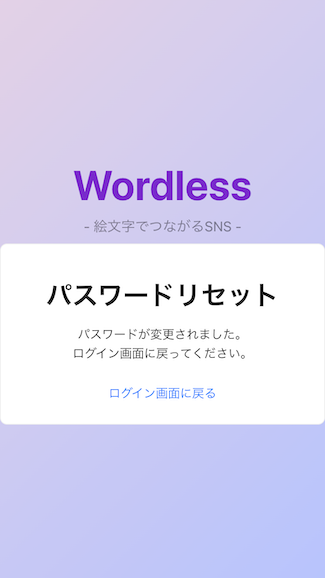 Wordless
- 絵文字でつながるSNS -
パスワードリセット
パスワードが変更されました。
ログイン画面に戻ってください。
ログイン画面に戻る